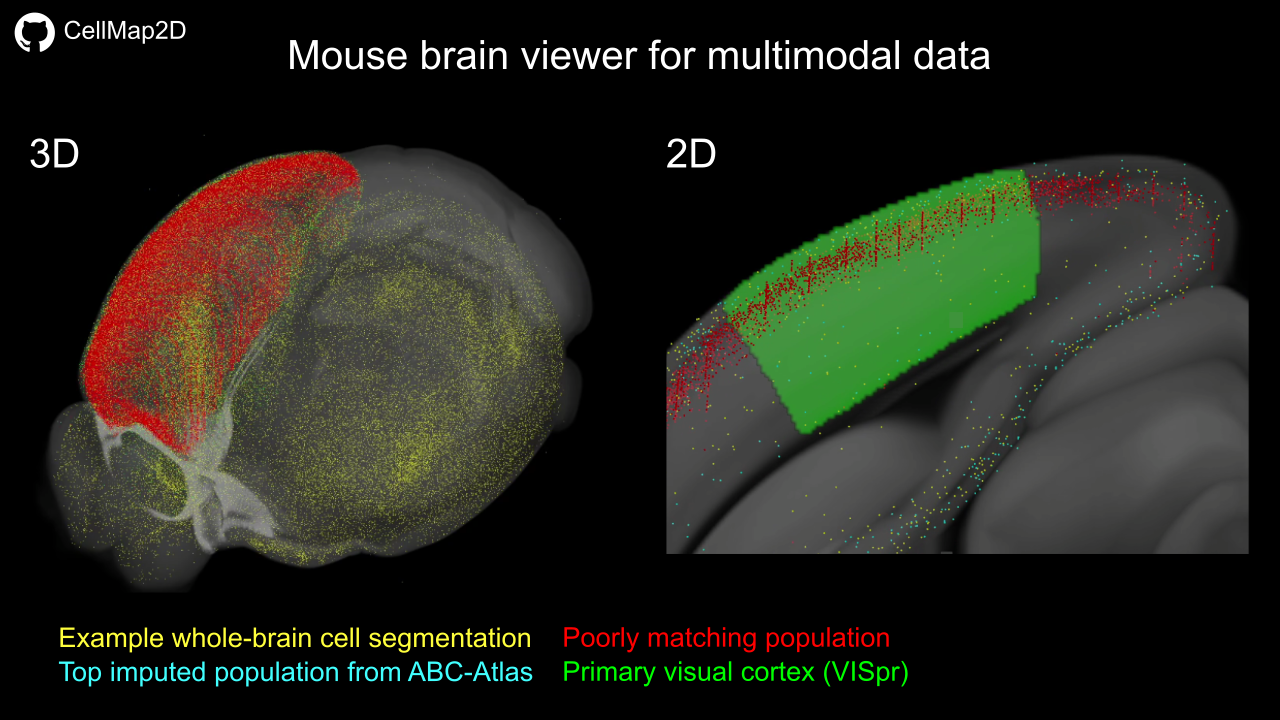 CellMap2D
Mouse brain viewer for multimodal data
3D
2D
Example whole-brain cell segmentation
Poorly matching population
Top imputed population from ABC-Atlas
Primary visual cortex (VISpr)